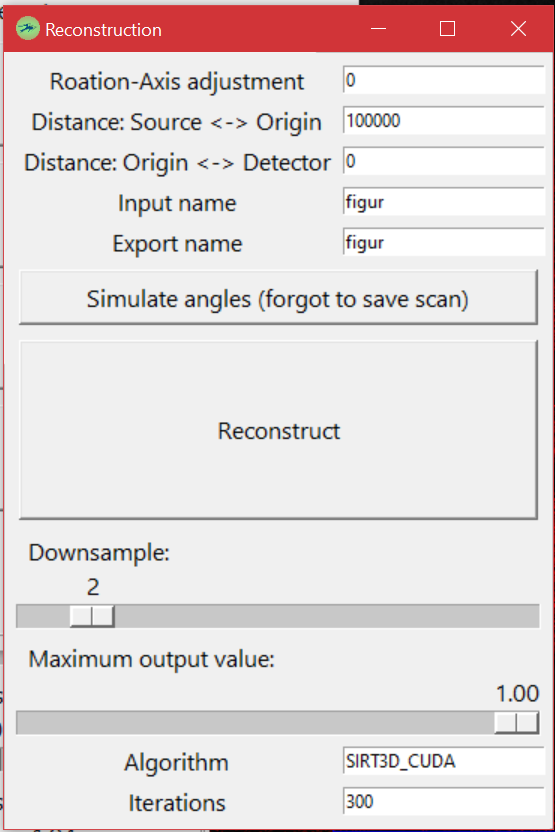 Reconstruction
Roation-Axis adjustment 0
Distance: Source <-> Origin 100000
Distance: Origin <-> Detector 0
Input name figur
Export name figur
Simulate angles (forgot to save scan)
Reconstruct
Downsample:
2
Maximum output value:
1.00
Algorithm SIRT3D_CUDA
Iterations 300